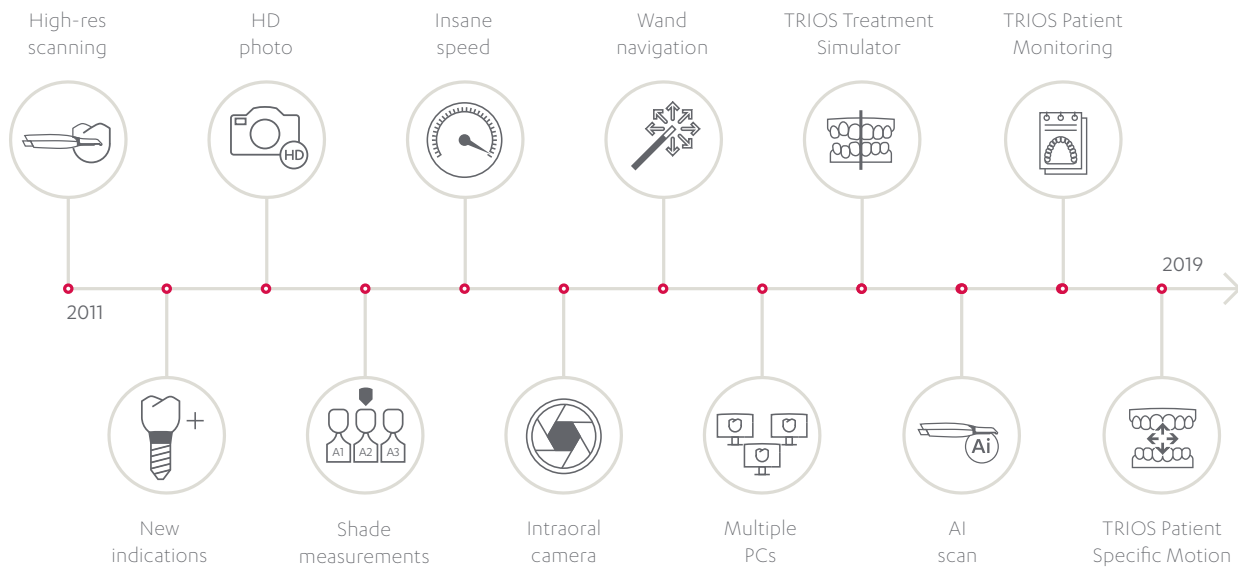 High-res
scanning
HD
photo
Insane
speed
Wand
navigation
TRIOS Treatment
Simulator
TRIOS Patient
Monitoring
HD
2011
2019
A1
A2
A3
Ai
New
indications
Shade
measurements
Intraoral
camera
Multiple
PCs
AI
scan
TRIOS Patient
Specific Motion